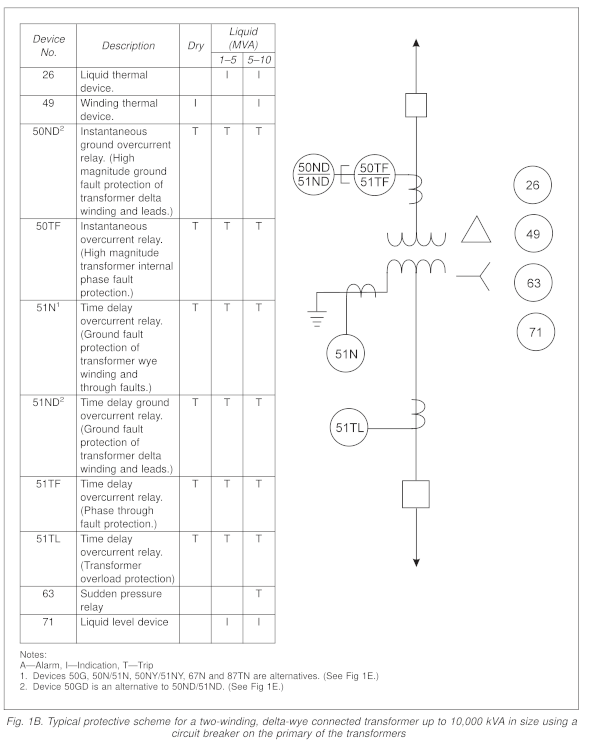 Device No. Description Dry Liquid (MVA)
1–5 5–10
26 Liquid thermal device. I I
49 Winding thermal device. I I
50ND² Instantaneous ground overcurrent relay. (High magnitude ground fault protection of transformer delta winding and leads.) T T T
50TF Instantaneous overcurrent relay. (High magnitude transformer internal phase fault protection.) T T T
51N¹ Time delay overcurrent relay. (Ground fault protection of transformer wye winding and through faults.) T T T
51ND² Time delay ground overcurrent relay. (Ground fault protection of transformer delta winding and leads.) T T T
51TF Time delay overcurrent relay. (Phase through fault protection.) T T T
51TL Time delay overcurrent relay. (Transformer overload protection) T T T
63 Sudden pressure relay T
71 Liquid level device I I
50ND
51ND
50TF
51TF
26
49
63
71
51N
51TL
Notes:
A—Alarm, I—Indication, T—Trip
1. Devices 50G, 50N/51N, 50NY/51NY, 67N and 87TN are alternatives. (See Fig 1E.)
2. Device 50GD is an alternative to 50ND/51ND. (See Fig 1E.)
Fig. 1B. Typical protective scheme for a two-winding, delta-wye connected transformer up to 10,000 kVA in size using a
circuit breaker on the primary of the transformers